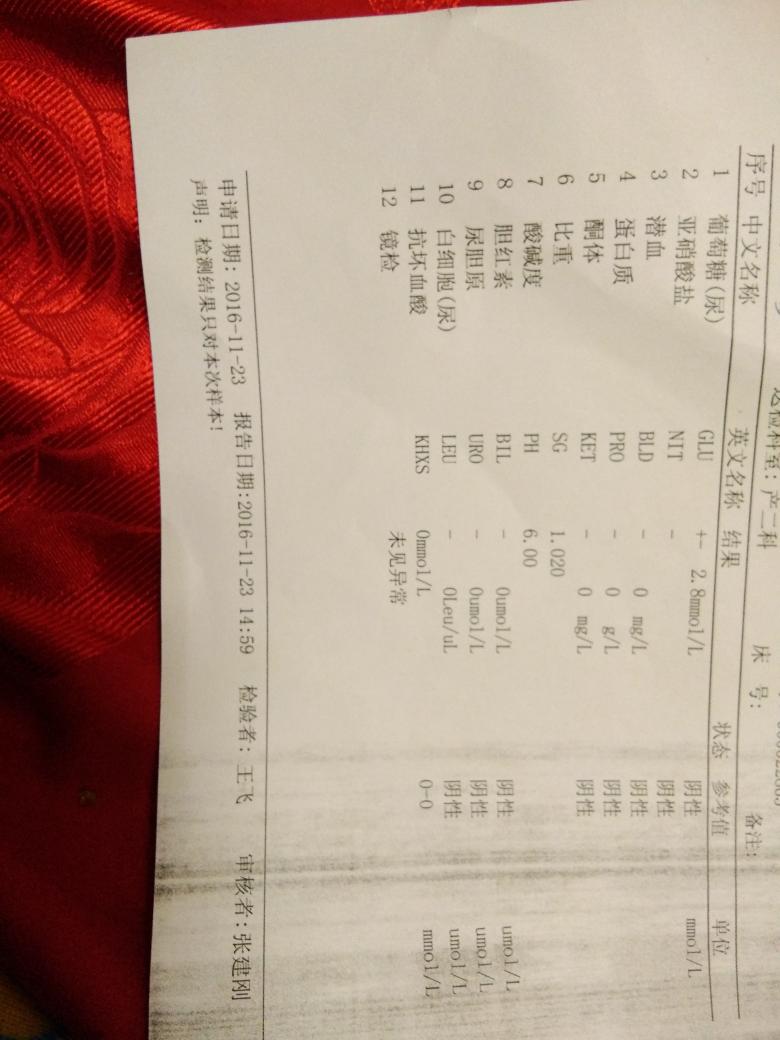 送检科室: 产二科 床 号: 备注:
序号 中文名称 英文名称 结果 状态 参考值 单位
1 葡萄糖(尿) GLU +- 2.8mmol/L 阴性 mmol/L
2 亚硝酸盐 NIT - 阴性
3 潜血 BLD - 0 mg/L 阴性
4 蛋白质 PRO - 0 g/L 阴性
5 酮体 KET - 0 mg/L 阴性
6 比重 SG 1.020
7 酸碱度 PH 6.00
8 胆红素 BIL - 0umol/L 阴性 umol/L
9 尿胆原 URO - 0umol/L 阴性 umol/L
10 白细胞(尿) LEU - 0Leu/uL 阴性 umol/L
11 抗坏血酸 KHXS 0mmol/L 0-0 mmol/L
12 镜检 未见异常
申请日期: 2016-11-23 报告日期:2016-11-23 14:59 检验者: 王飞 审核者:张建刚
声明: 检测结果只对本次样本!